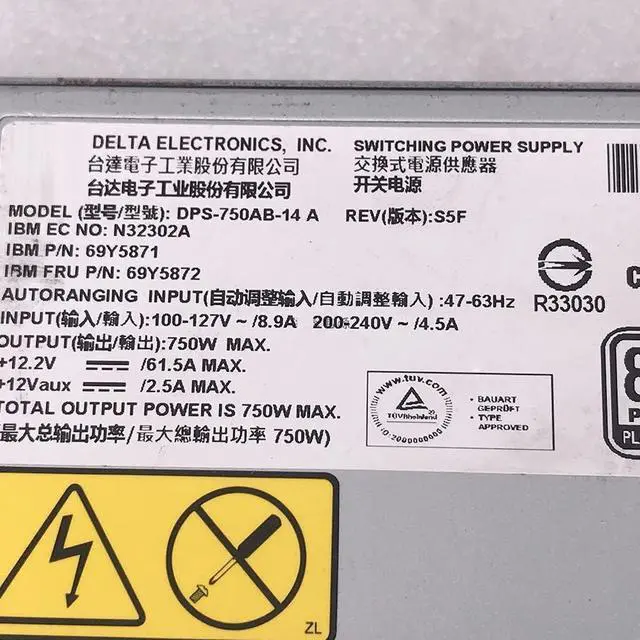 DELTA ELECTRONICS, INC. SWITCHING POWER SUPPLY
台達電子工業股份有限公司 交換式電源供應器
台达电子工业股份有限公司 开关电源
MODEL (型号/型號): DPS-750AB-14 A REV(版本):S5F
IBM EC NO: N32302A
IBM P/N: 69Y5871
IBM FRU P/N: 69Y5872
AUTORANGING INPUT(自动调整输入/自動調整輸入) :47-63Hz
INPUT(输入/輸入):100-127V ~ /8.9A 200-240V ~ /4.5A
OUTPUT(输出/輸出):750W MAX.
+12.2V /61.5A MAX.
+12Vaux /2.5A MAX.
TOTAL OUTPUT POWER IS 750W MAX.
(最大总输出功率/最大總輸出功率 750W)
R33030
www.tuv.com
TÜVRheinland
ID:2000000000
• BAUART
GEPRÜFT
• TYPE
APPROVED
ZL